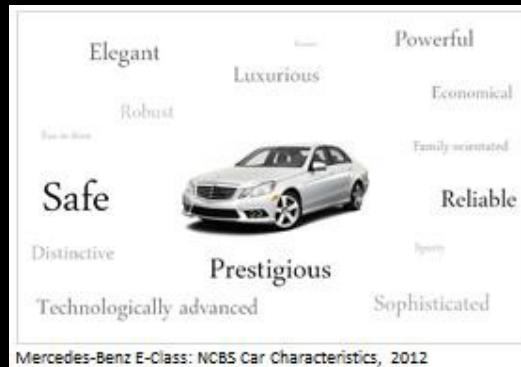 Elegant
Powerful
Luxurious
Economical
Robust
Family orientated
Safe
Reliable
Distinctive
Sporty
Prestigious
Technologically advanced
Sophisticated
Mercedes-Benz E-Class: NCBS Car Characteristics, 2012